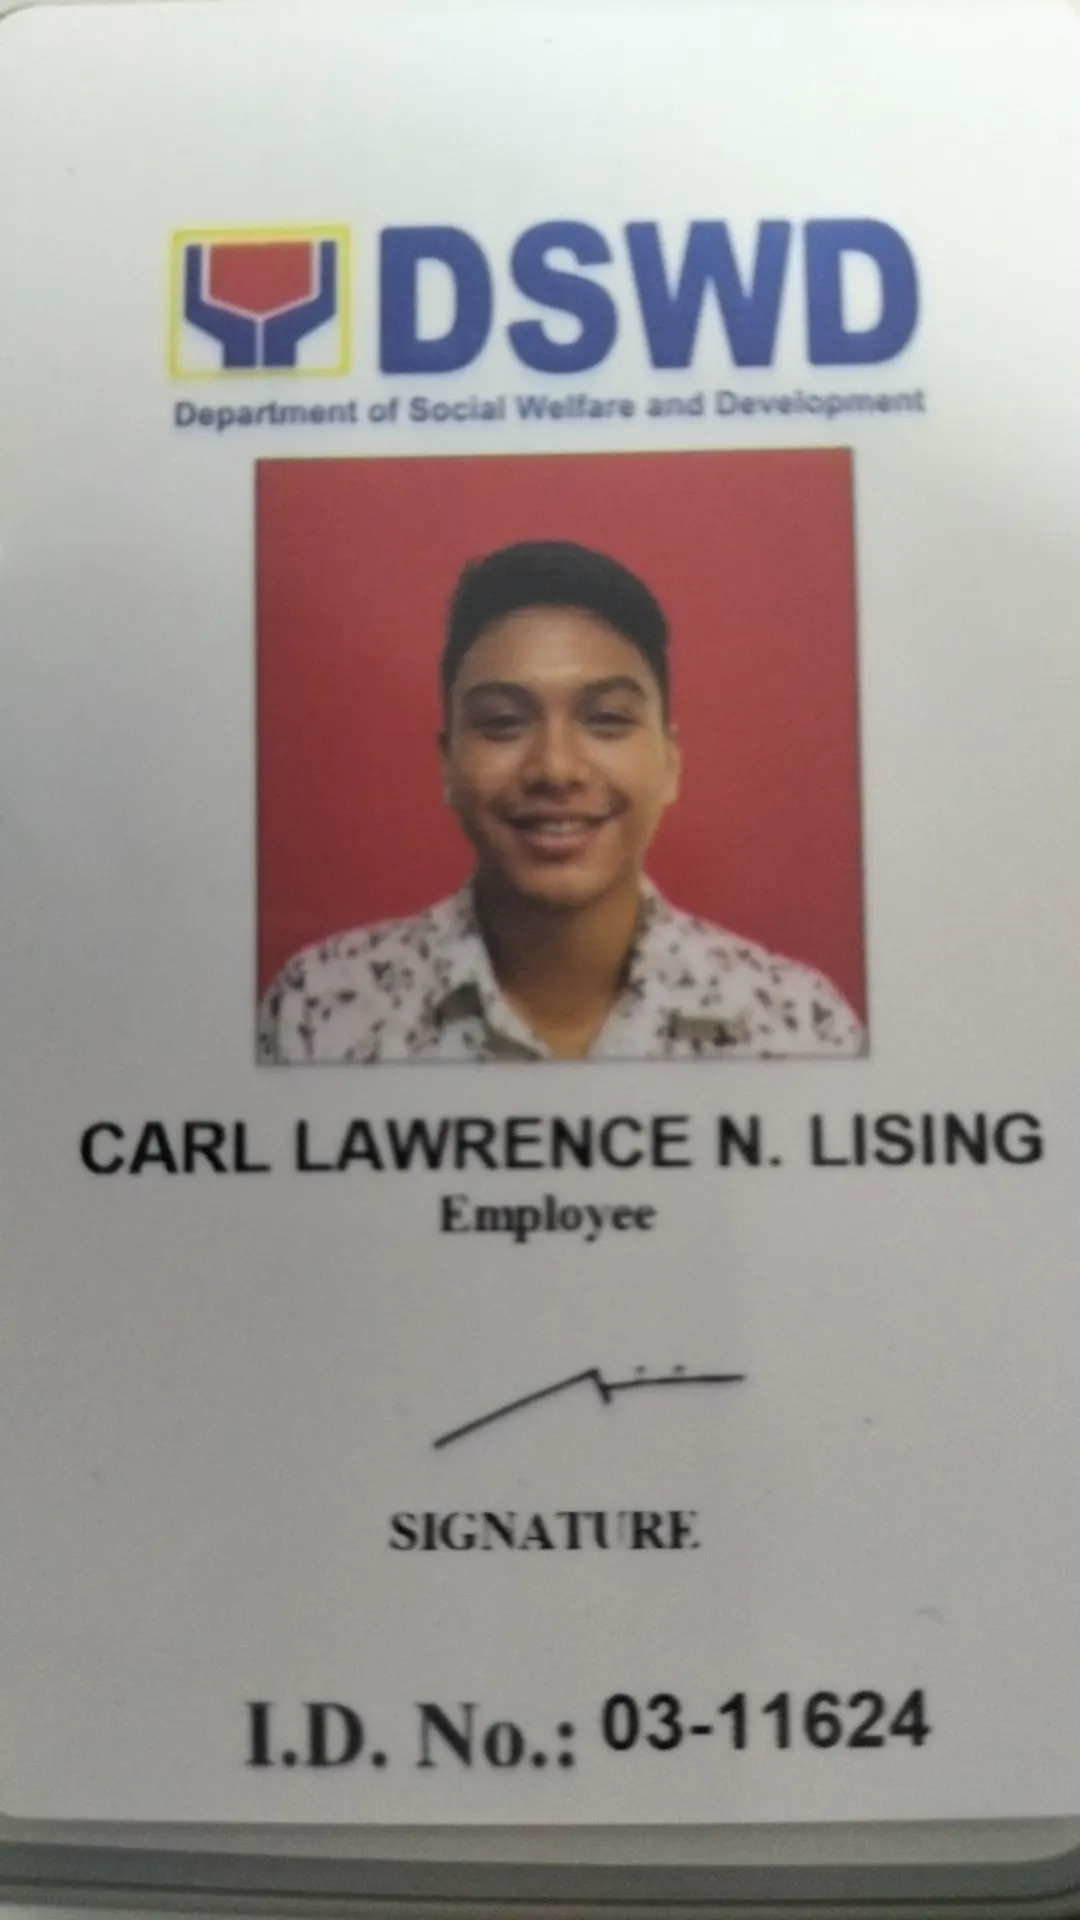 DSWD
Department of Social Welfare and Development
CARL LAWRENCE N. LISING
Employee
SIGNATURE
I.D. No.: 03-11624